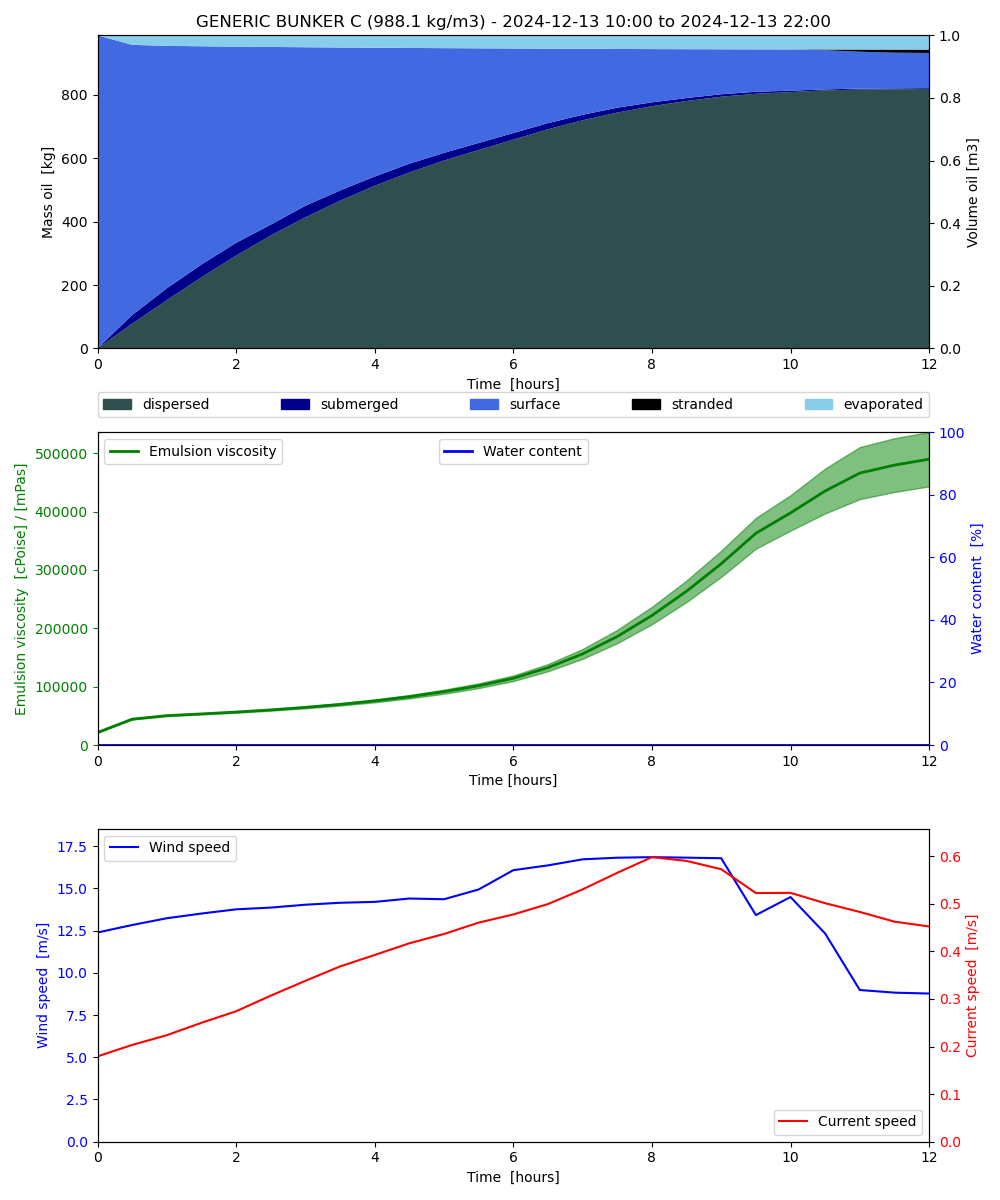 GENERIC BUNKER C (988.1 kg/m3) - 2024-12-13 10:00 to 2024-12-13 22:00
Mass oil  [kg]
800
600
400
200
0
1.0
0.8
0.6
0.4
0.2
0.0
Volume oil [m3]
0 2 4 6 8 10 12
Time  [hours]
dispersed submerged surface stranded evaporated
Emulsion viscosity Water content
Emulsion viscosity  [cPoise] / [mPas]
500000
400000
300000
200000
100000
0
100
80
60
40
20
0
Water content  [%]
0 2 4 6 8 10 12
Time [hours]
Wind speed
Wind speed  [m/s]
17.5
15.0
12.5
10.0
7.5
5.0
2.5
0.0
0.6
0.5
0.4
0.3
0.2
0.1
0.0
Current speed  [m/s]
Current speed
0 2 4 6 8 10 12
Time  [hours]